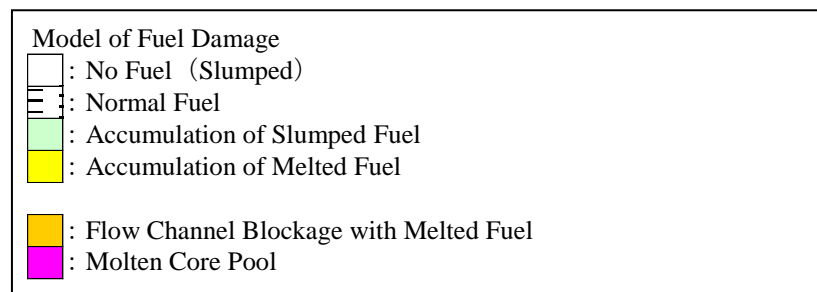 Model of Fuel Damage
: No Fuel（Slumped）
: Normal Fuel
: Accumulation of Slumped Fuel
: Accumulation of Melted Fuel
: Flow Channel Blockage with Melted Fuel
: Molten Core Pool